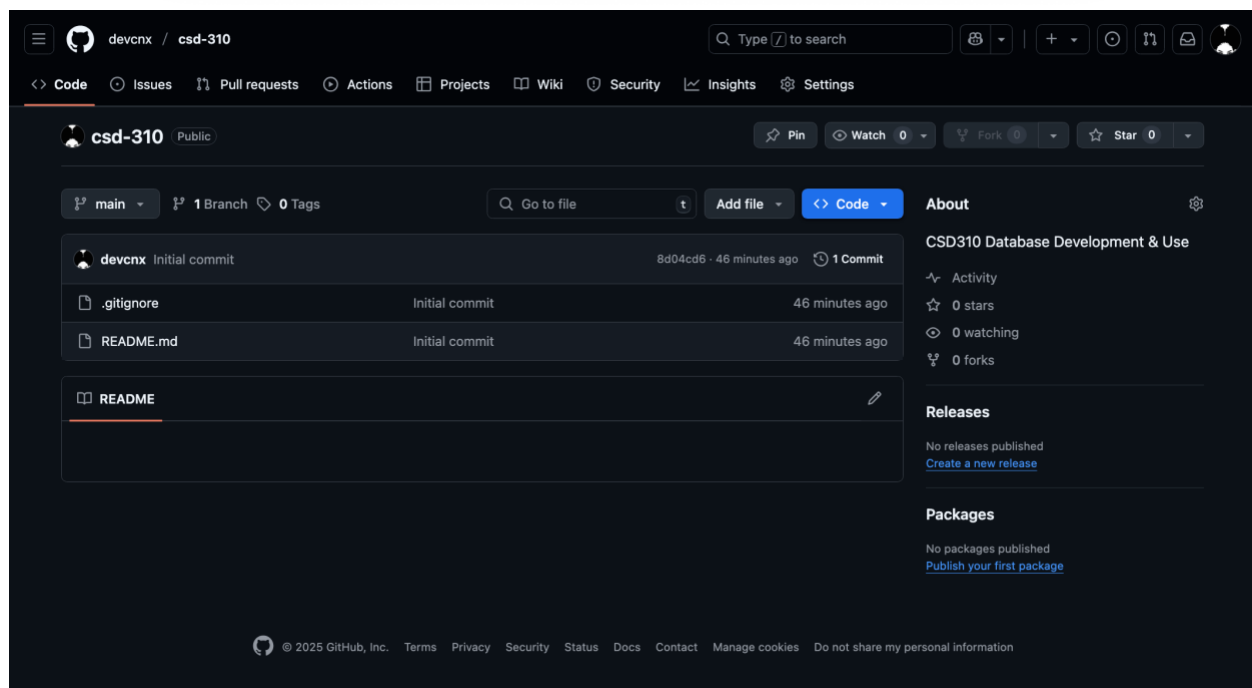 devcnx / csd-310
Type / to search
Code Issues Pull requests Actions Projects Wiki Security Insights Settings
csd-310 Public
Pin Watch 0 Fork 0 Star 0
main 1 Branch 0 Tags
Go to file t Add file Code
About
CSD310 Database Development & Use
devcnx Initial commit 8d04cd6 · 46 minutes ago 1 Commit
.gitignore Initial commit 46 minutes ago
README.md Initial commit 46 minutes ago
Activity
0 stars
0 watching
0 forks
README
Releases
No releases published
Create a new release
Packages
No packages published
Publish your first package
© 2025 GitHub, Inc. Terms Privacy Security Status Docs Contact Manage cookies Do not share my personal information